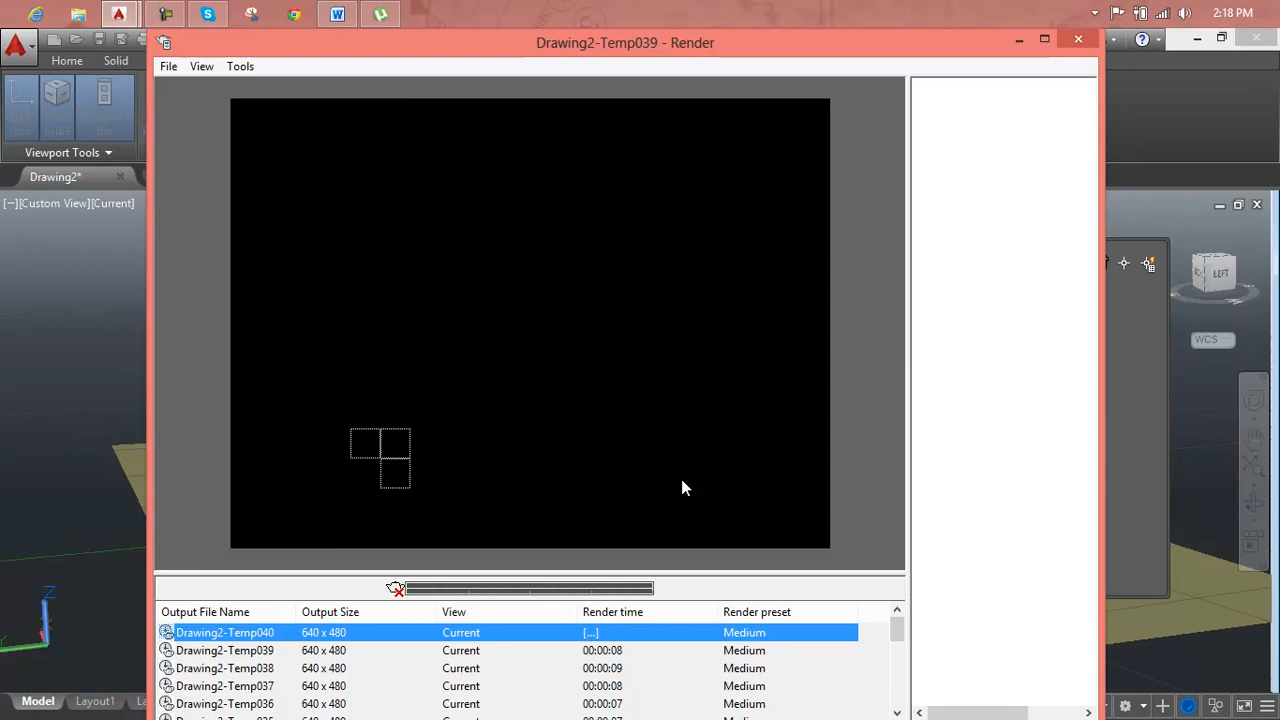 2:18 PM
Drawing2-Temp039 - Render
File View Tools
Home Solid
Viewport Tools
Drawing2*
[−][Custom View][Current]
LEFT
WCS
Z
Output File Name Output Size View Render time Render preset
Drawing2-Temp040 640 x 480 Current [...] Medium
Drawing2-Temp039 640 x 480 Current 00:00:08 Medium
Drawing2-Temp038 640 x 480 Current 00:00:09 Medium
Drawing2-Temp037 640 x 480 Current 00:00:08 Medium
Drawing2-Temp036 640 x 480 Current 00:00:07 Medium
Model Layout1